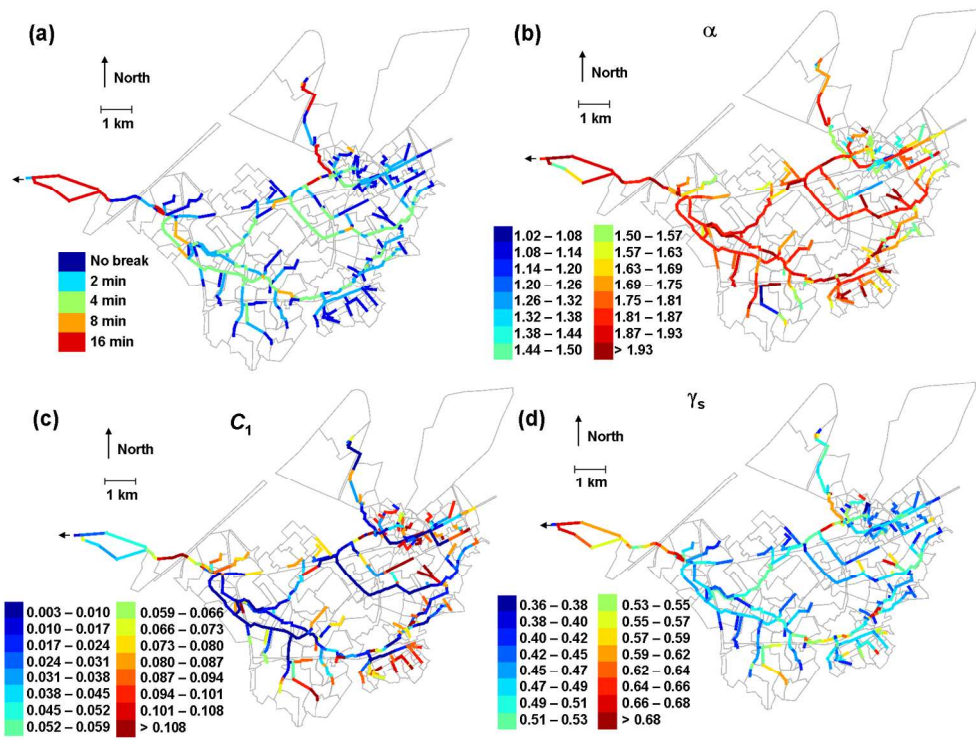 (a)
North
1 km
No break
2 min
4 min
8 min
16 min
(b)
α
North
1 km
1.02 – 1.08
1.08 – 1.14
1.14 – 1.20
1.20 – 1.26
1.26 – 1.32
1.32 – 1.38
1.38 – 1.44
1.44 – 1.50
1.50 – 1.57
1.57 – 1.63
1.63 – 1.69
1.69 – 1.75
1.75 – 1.81
1.81 – 1.87
1.87 – 1.93
> 1.93
(c)
C1
North
1 km
0.003 – 0.010
0.010 – 0.017
0.017 – 0.024
0.024 – 0.031
0.031 – 0.038
0.038 – 0.045
0.045 – 0.052
0.052 – 0.059
0.059 – 0.066
0.066 – 0.073
0.073 – 0.080
0.080 – 0.087
0.087 – 0.094
0.094 – 0.101
0.101 – 0.108
> 0.108
(d)
γs
North
1 km
0.36 – 0.38
0.38 – 0.40
0.40 – 0.42
0.42 – 0.45
0.45 – 0.47
0.47 – 0.49
0.49 – 0.51
0.51 – 0.53
0.53 – 0.55
0.55 – 0.57
0.57 – 0.59
0.59 – 0.62
0.62 – 0.64
0.64 – 0.66
0.66 – 0.68
> 0.68